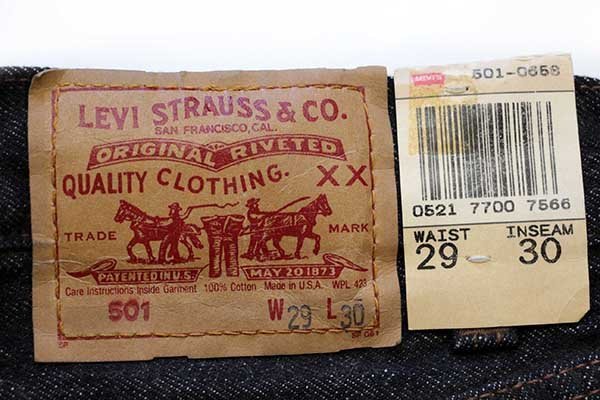 LEVI STRAUSS & CO.
SAN FRANCISCO, CAL.
ORIGINAL RIVETED
QUALITY CLOTHING. XX
TRADE MARK
PATENTED IN U.S. MAY 20 1873
Care Instructions Inside Garment 100% Cotton Made in U.S.A. WPL 423
501 W 29 L 30
LEVI'S 501-0658
0521 7700 7566
WAIST INSEAM
29 30